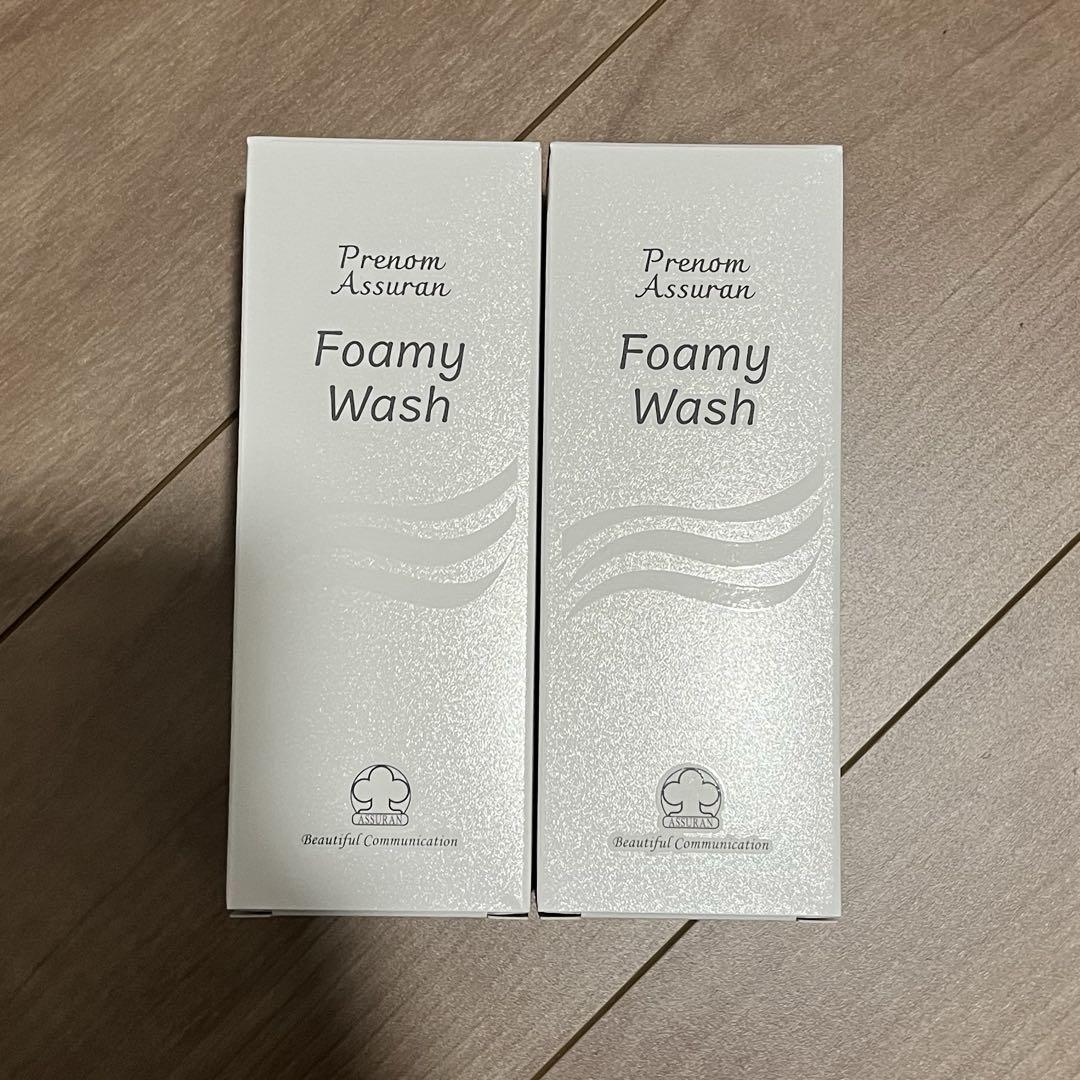 Prenom
Assuran
Foamy
Wash
ASSURAN
Beautiful Communication
Prenom
Assuran
Foamy
Wash
ASSURAN
Beautiful Communication